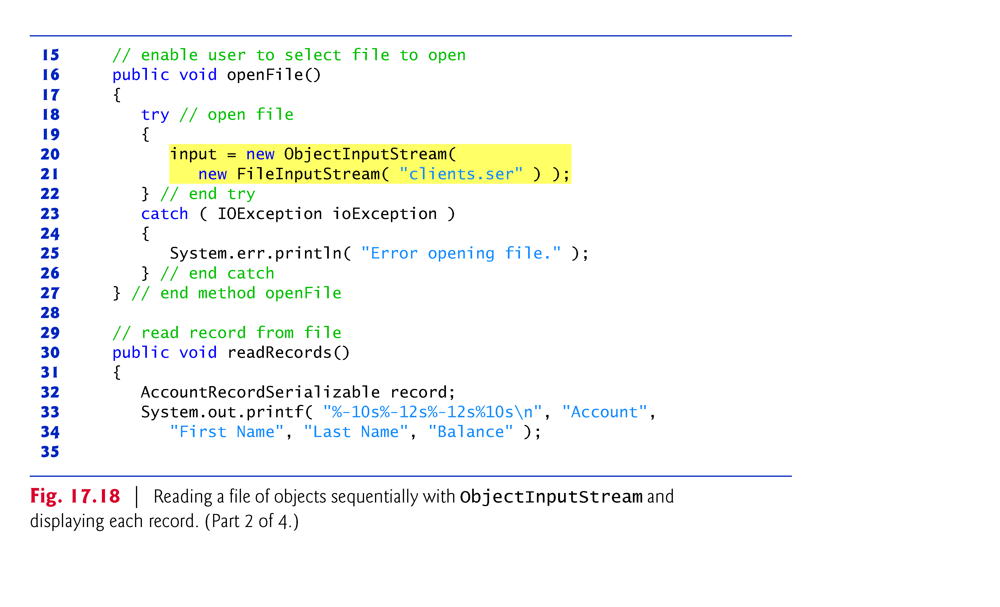 15 // enable user to select file to open
16 public void openFile()
17 {
18 try // open file
19 {
20 input = new ObjectInputStream(
21 new FileInputStream( "clients.ser" ) );
22 } // end try
23 catch ( IOException ioException )
24 {
25 System.err.println( "Error opening file." );
26 } // end catch
27 } // end method openFile
28
29 // read record from file
30 public void readRecords()
31 {
32 AccountRecordSerializable record;
33 System.out.printf( "%-10s%-12s%-12s%10s\n", "Account",
34 "First Name", "Last Name", "Balance" );
35
Fig. 17.18 | Reading a file of objects sequentially with ObjectInputStream and
displaying each record. (Part 2 of 4.)